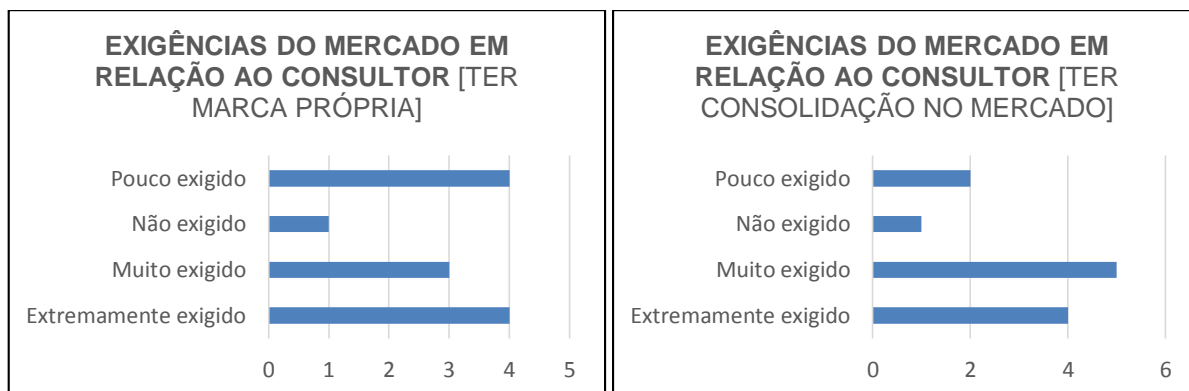 EXIGÊNCIAS DO MERCADO EM
RELAÇÃO AO CONSULTOR [TER
MARCA PRÓPRIA]
Pouco exigido
Não exigido
Muito exigido
Extremamente exigido
0 1 2 3 4 5
EXIGÊNCIAS DO MERCADO EM
RELAÇÃO AO CONSULTOR [TER
CONSOLIDAÇÃO NO MERCADO]
Pouco exigido
Não exigido
Muito exigido
Extremamente exigido
0 2 4 6